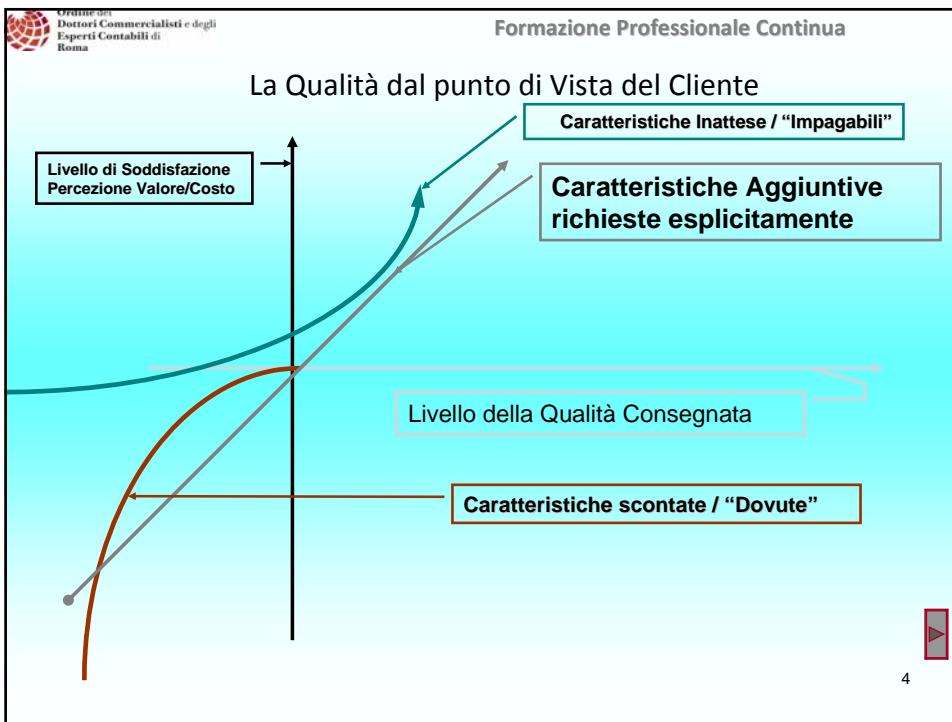 Ordine dei
Dottori Commercialisti e degli
Esperti Contabili di
Roma
Formazione Professionale Continua
La Qualità dal punto di Vista del Cliente
Caratteristiche Inattese / “Impagabili”
Livello di Soddisfazione
Percezione Valore/Costo
Caratteristiche Aggiuntive
richieste esplicitamente
Livello della Qualità Consegnata
Caratteristiche scontate / “Dovute”
4